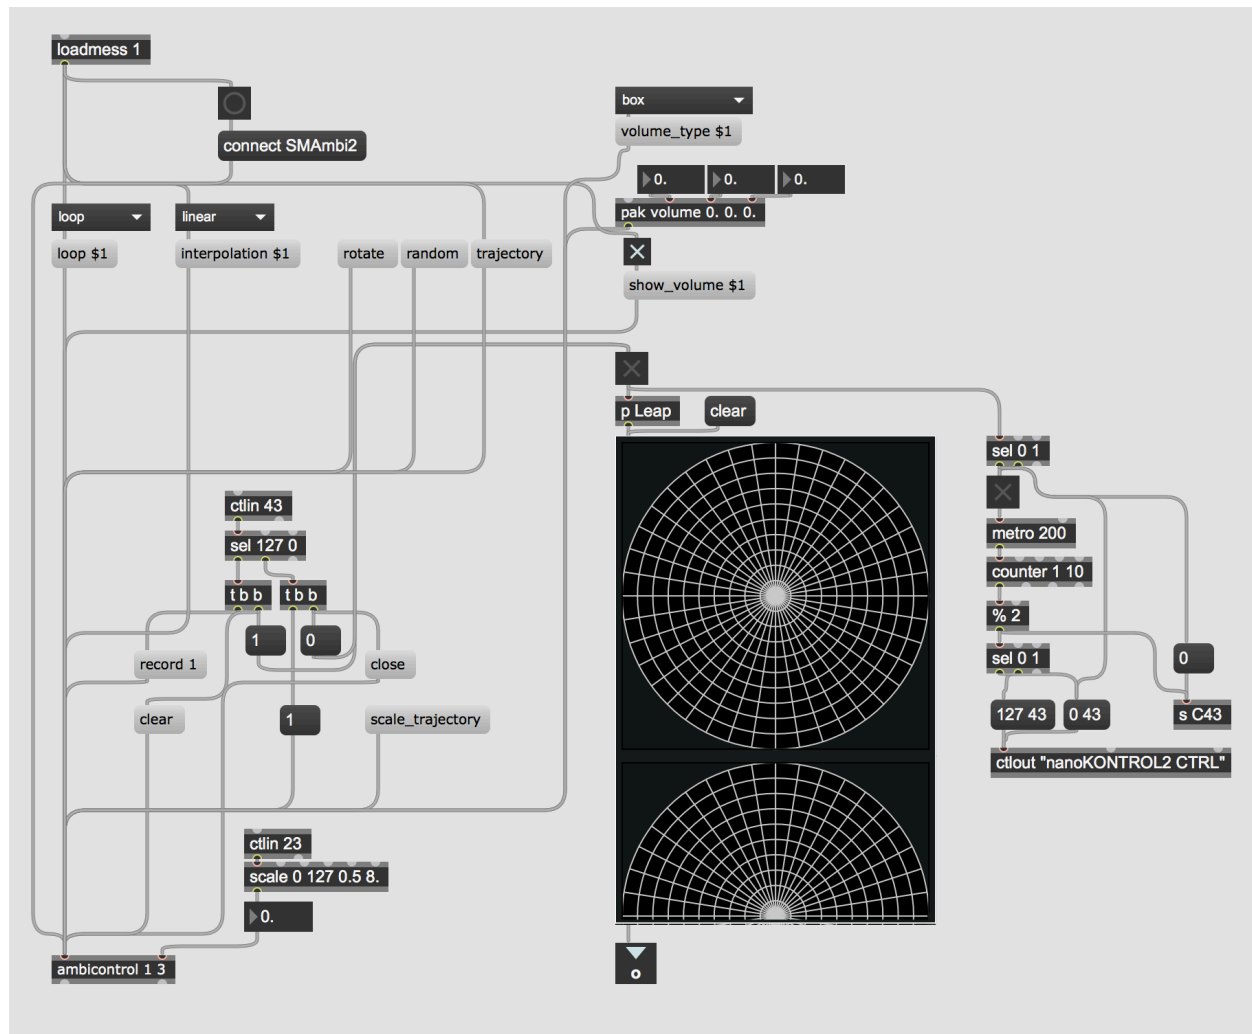 loadmess 1
connect SMAmbi2
box
volume_type $1
0.
0.
0.
pak volume 0. 0. 0.
loop
linear
loop $1
interpolation $1
rotate
random
trajectory
show_volume $1
p Leap
clear
sel 0 1
ctlin 43
sel 127 0
metro 200
counter 1 10
t b b
t b b
% 2
1
0
record 1
close
sel 0 1
0
clear
1
scale_trajectory
127 43
0 43
s C43
ctlout "nanoKONTROL2 CTRL"
ctlin 23
scale 0 127 0.5 8.
0.
ambicontrol 1 3
o